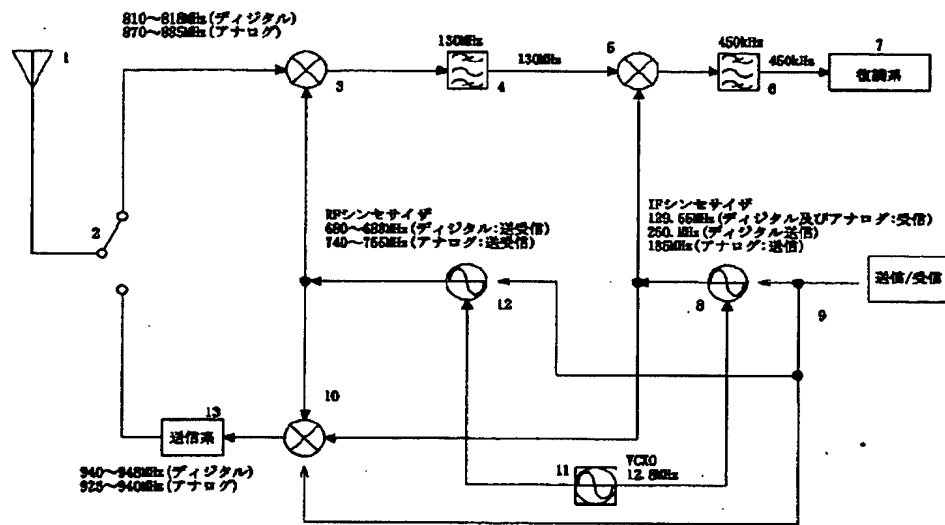 810～818MHz(ディジタル)
870～885MHz(アナログ)
1
2
3
130MHz
4
130MHz
5
450kHz
6
450kHz
7
復調系
RFシンセサイザ
680～688MHz(ディジタル:送受信)
740～755MHz(アナログ:送受信)
12
IFシンセサイザ
129.55MHz(ディジタル及びアナログ:受信)
260.MHz(ディジタル送信)
185MHz(アナログ:送信)
8
9
送信/受信
10
13
送信系
940～948MHz(ディジタル)
925～940MHz(アナログ)
11
VCXO
12.8MHz